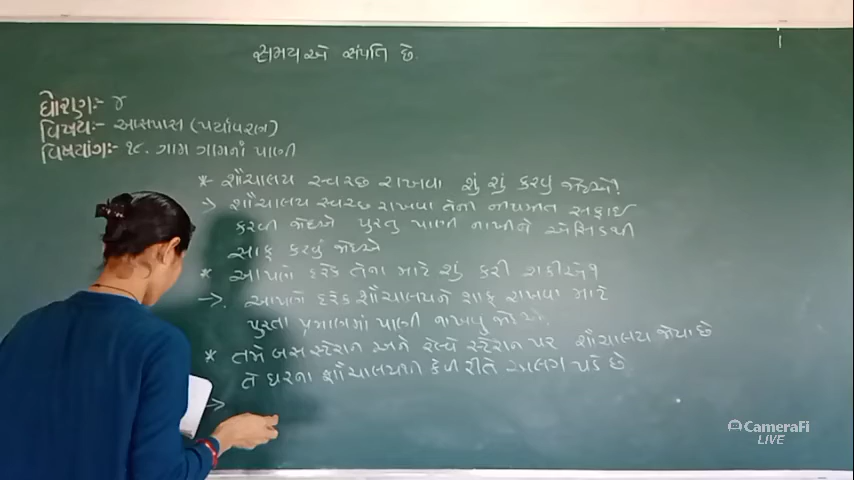 સમય એ સંપતિ છે.
ધોરણ:- ૪
વિષય:- આસપાસ (પર્યાવરણ)
વિષયાંગ:- ૧૮. ગામ ગામનાં પાણી
* શૌચાલય સ્વચ્છ રાખવા શું શું કરવું જોઈએ?
→ શૌચાલય સ્વચ્છ રાખવા તેની નિયમીત સફાઈ
કરવી જોઈએ પુરતુ પાણી નાખીને એસિડથી
સાફ કરવું જોઈએ
* આપણે દરેક તેના માટે શું કરી શકીએ?
→. આપણે દરેક શૌચાલયને સાફ રાખવા માટે
પુરતા પ્રમાણમાં પાણી નાખવુ જોઈએ.
* તમે બસ સ્ટેશન અને રેલ્વે સ્ટેશન પર શૌચાલય જોયા છે
તે ઘરના શૌચાલયથી કેવી રીતે અલગ પડે છે
→
CameraFi
LIVE